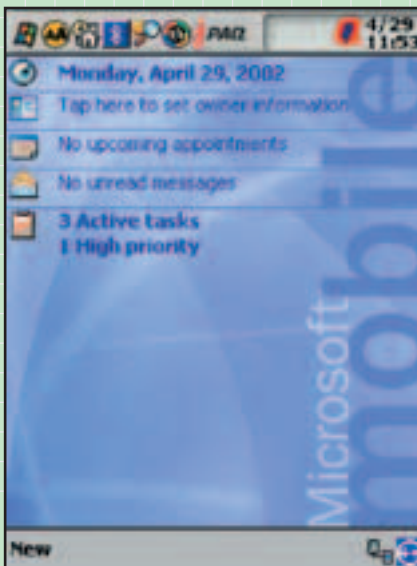 iPAQ 4/29
11:53
Monday, April 29, 2002
Tap here to set owner information
No upcoming appointments
No unread messages
3 Active tasks
1 High priority
Microsoft
mobile
New